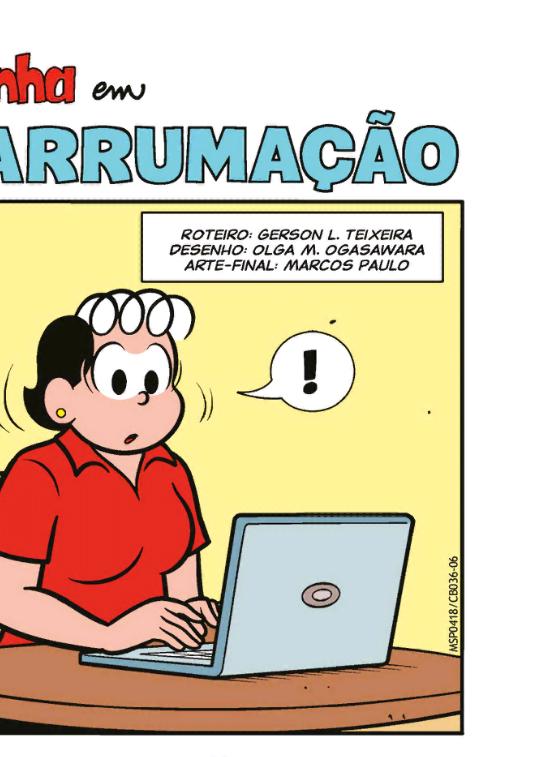 nha em
ARRUMAÇÃO
ROTEIRO: GERSON L. TEIXEIRA
DESENHO: OLGA M. OGASAWARA
ARTE-FINAL: MARCOS PAULO
!
MSP0418/CB036-06